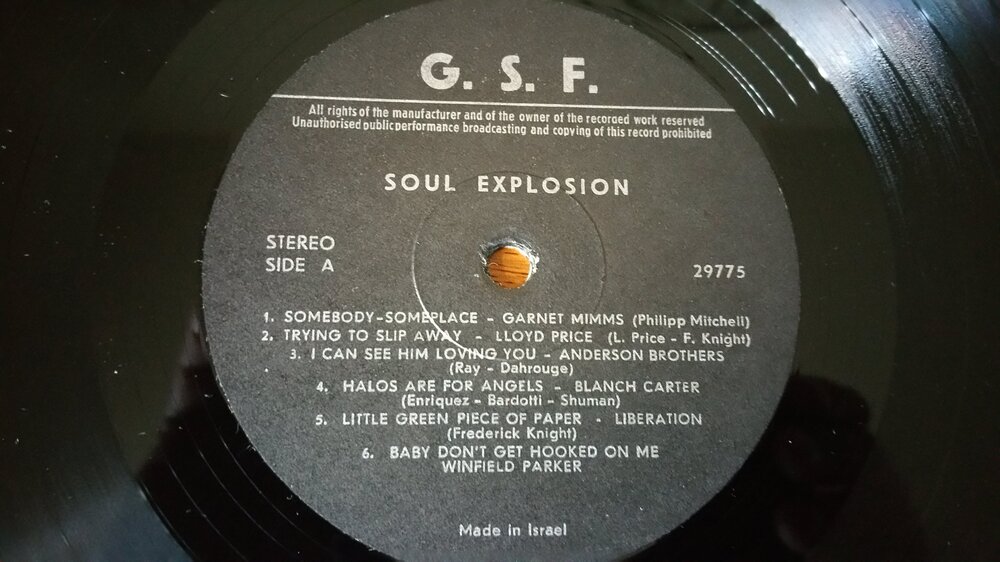 G. S. F.
All rights of the manufacturer and of the owner of the recorded work reserved
Unauthorised public performance broadcasting and copying of this record prohibited
SOUL EXPLOSION
STEREO
SIDE A
29775
1. SOMEBODY-SOMEPLACE - GARNET MIMMS (Philipp Mitchell)
2. TRYING TO SLIP AWAY - LLOYD PRICE (L. Price - F. Knight)
3. I CAN SEE HIM LOVING YOU - ANDERSON BROTHERS
(Ray - Dahrouge)
4. HALOS ARE FOR ANGELS - BLANCH CARTER
(Enriquez - Bardotti - Shuman)
5. LITTLE GREEN PIECE OF PAPER - LIBERATION
(Frederick Knight)
6. BABY DON'T GET HOOKED ON ME
WINFIELD PARKER
Made in Israel